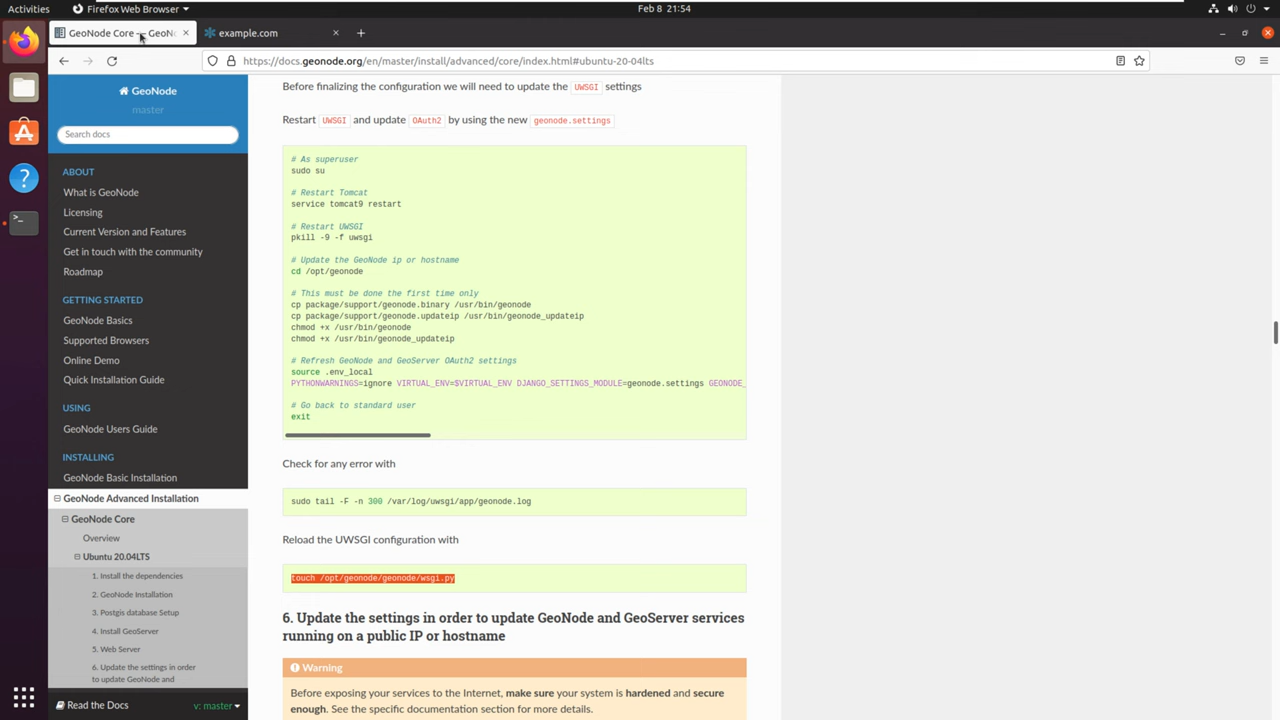 Activities
Firefox Web Browser
Feb 8 21:54
GeoNode Core — GeoN
example.com
https://docs.geonode.org/en/master/install/advanced/core/index.html#ubuntu-20-04lts
GeoNode
master
Search docs
ABOUT
What is GeoNode
Licensing
Current Version and Features
Get in touch with the community
Roadmap
GETTING STARTED
GeoNode Basics
Supported Browsers
Online Demo
Quick Installation Guide
USING
GeoNode Users Guide
INSTALLING
GeoNode Basic Installation
GeoNode Advanced Installation
GeoNode Core
Overview
Ubuntu 20.04LTS
1. Install the dependencies
2. GeoNode Installation
3. Postgis database Setup
4. Install GeoServer
5. Web Server
6. Update the settings in order
to update GeoNode and
Read the Docs
v: master
Before finalizing the configuration we will need to update the UWSGI settings
Restart UWSGI and update OAuth2 by using the new geonode.settings
# As superuser
sudo su
# Restart Tomcat
service tomcat9 restart
# Restart UWSGI
pkill -9 -f uwsgi
# Update the GeoNode ip or hostname
cd /opt/geonode
# This must be done the first time only
cp package/support/geonode.binary /usr/bin/geonode
cp package/support/geonode.updateip /usr/bin/geonode_updateip
chmod +x /usr/bin/geonode
chmod +x /usr/bin/geonode_updateip
# Refresh GeoNode and GeoServer OAuth2 settings
source .env_local
PYTHONWARNINGS=ignore VIRTUAL_ENV=$VIRTUAL_ENV DJANGO_SETTINGS_MODULE=geonode.settings GEONODE_
# Go back to standard user
exit
Check for any error with
sudo tail -F -n 300 /var/log/uwsgi/app/geonode.log
Reload the UWSGI configuration with
touch /opt/geonode/geonode/wsgi.py
6. Update the settings in order to update GeoNode and GeoServer services
running on a public IP or hostname
Warning
Before exposing your services to the Internet, make sure your system is hardened and secure
enough. See the specific documentation section for more details.